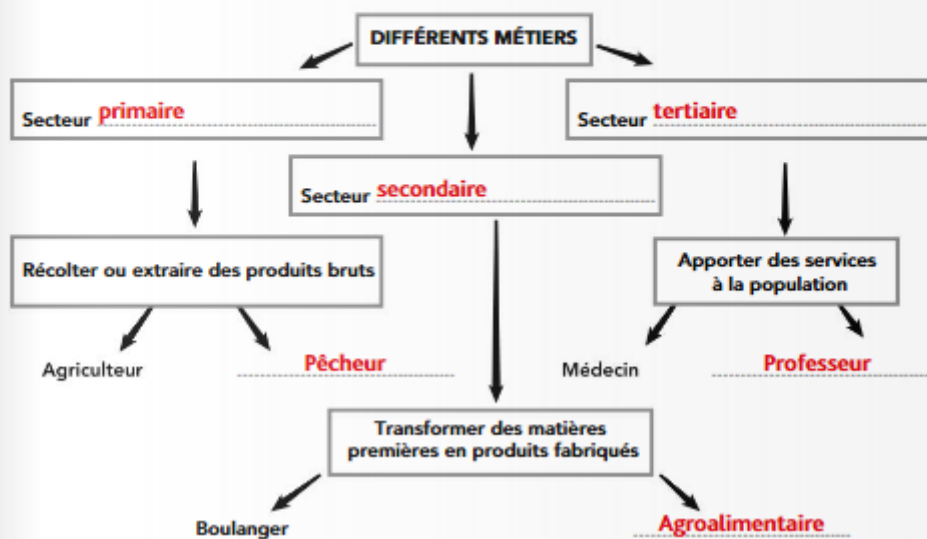 DIFFÉRENTS MÉTIERS
Secteur primaire
Secteur tertiaire
Secteur secondaire
Récolter ou extraire des produits bruts
Apporter des services
à la population
Agriculteur
Pêcheur
Médecin
Professeur
Transformer des matières
premières en produits fabriqués
Boulanger
Agroalimentaire